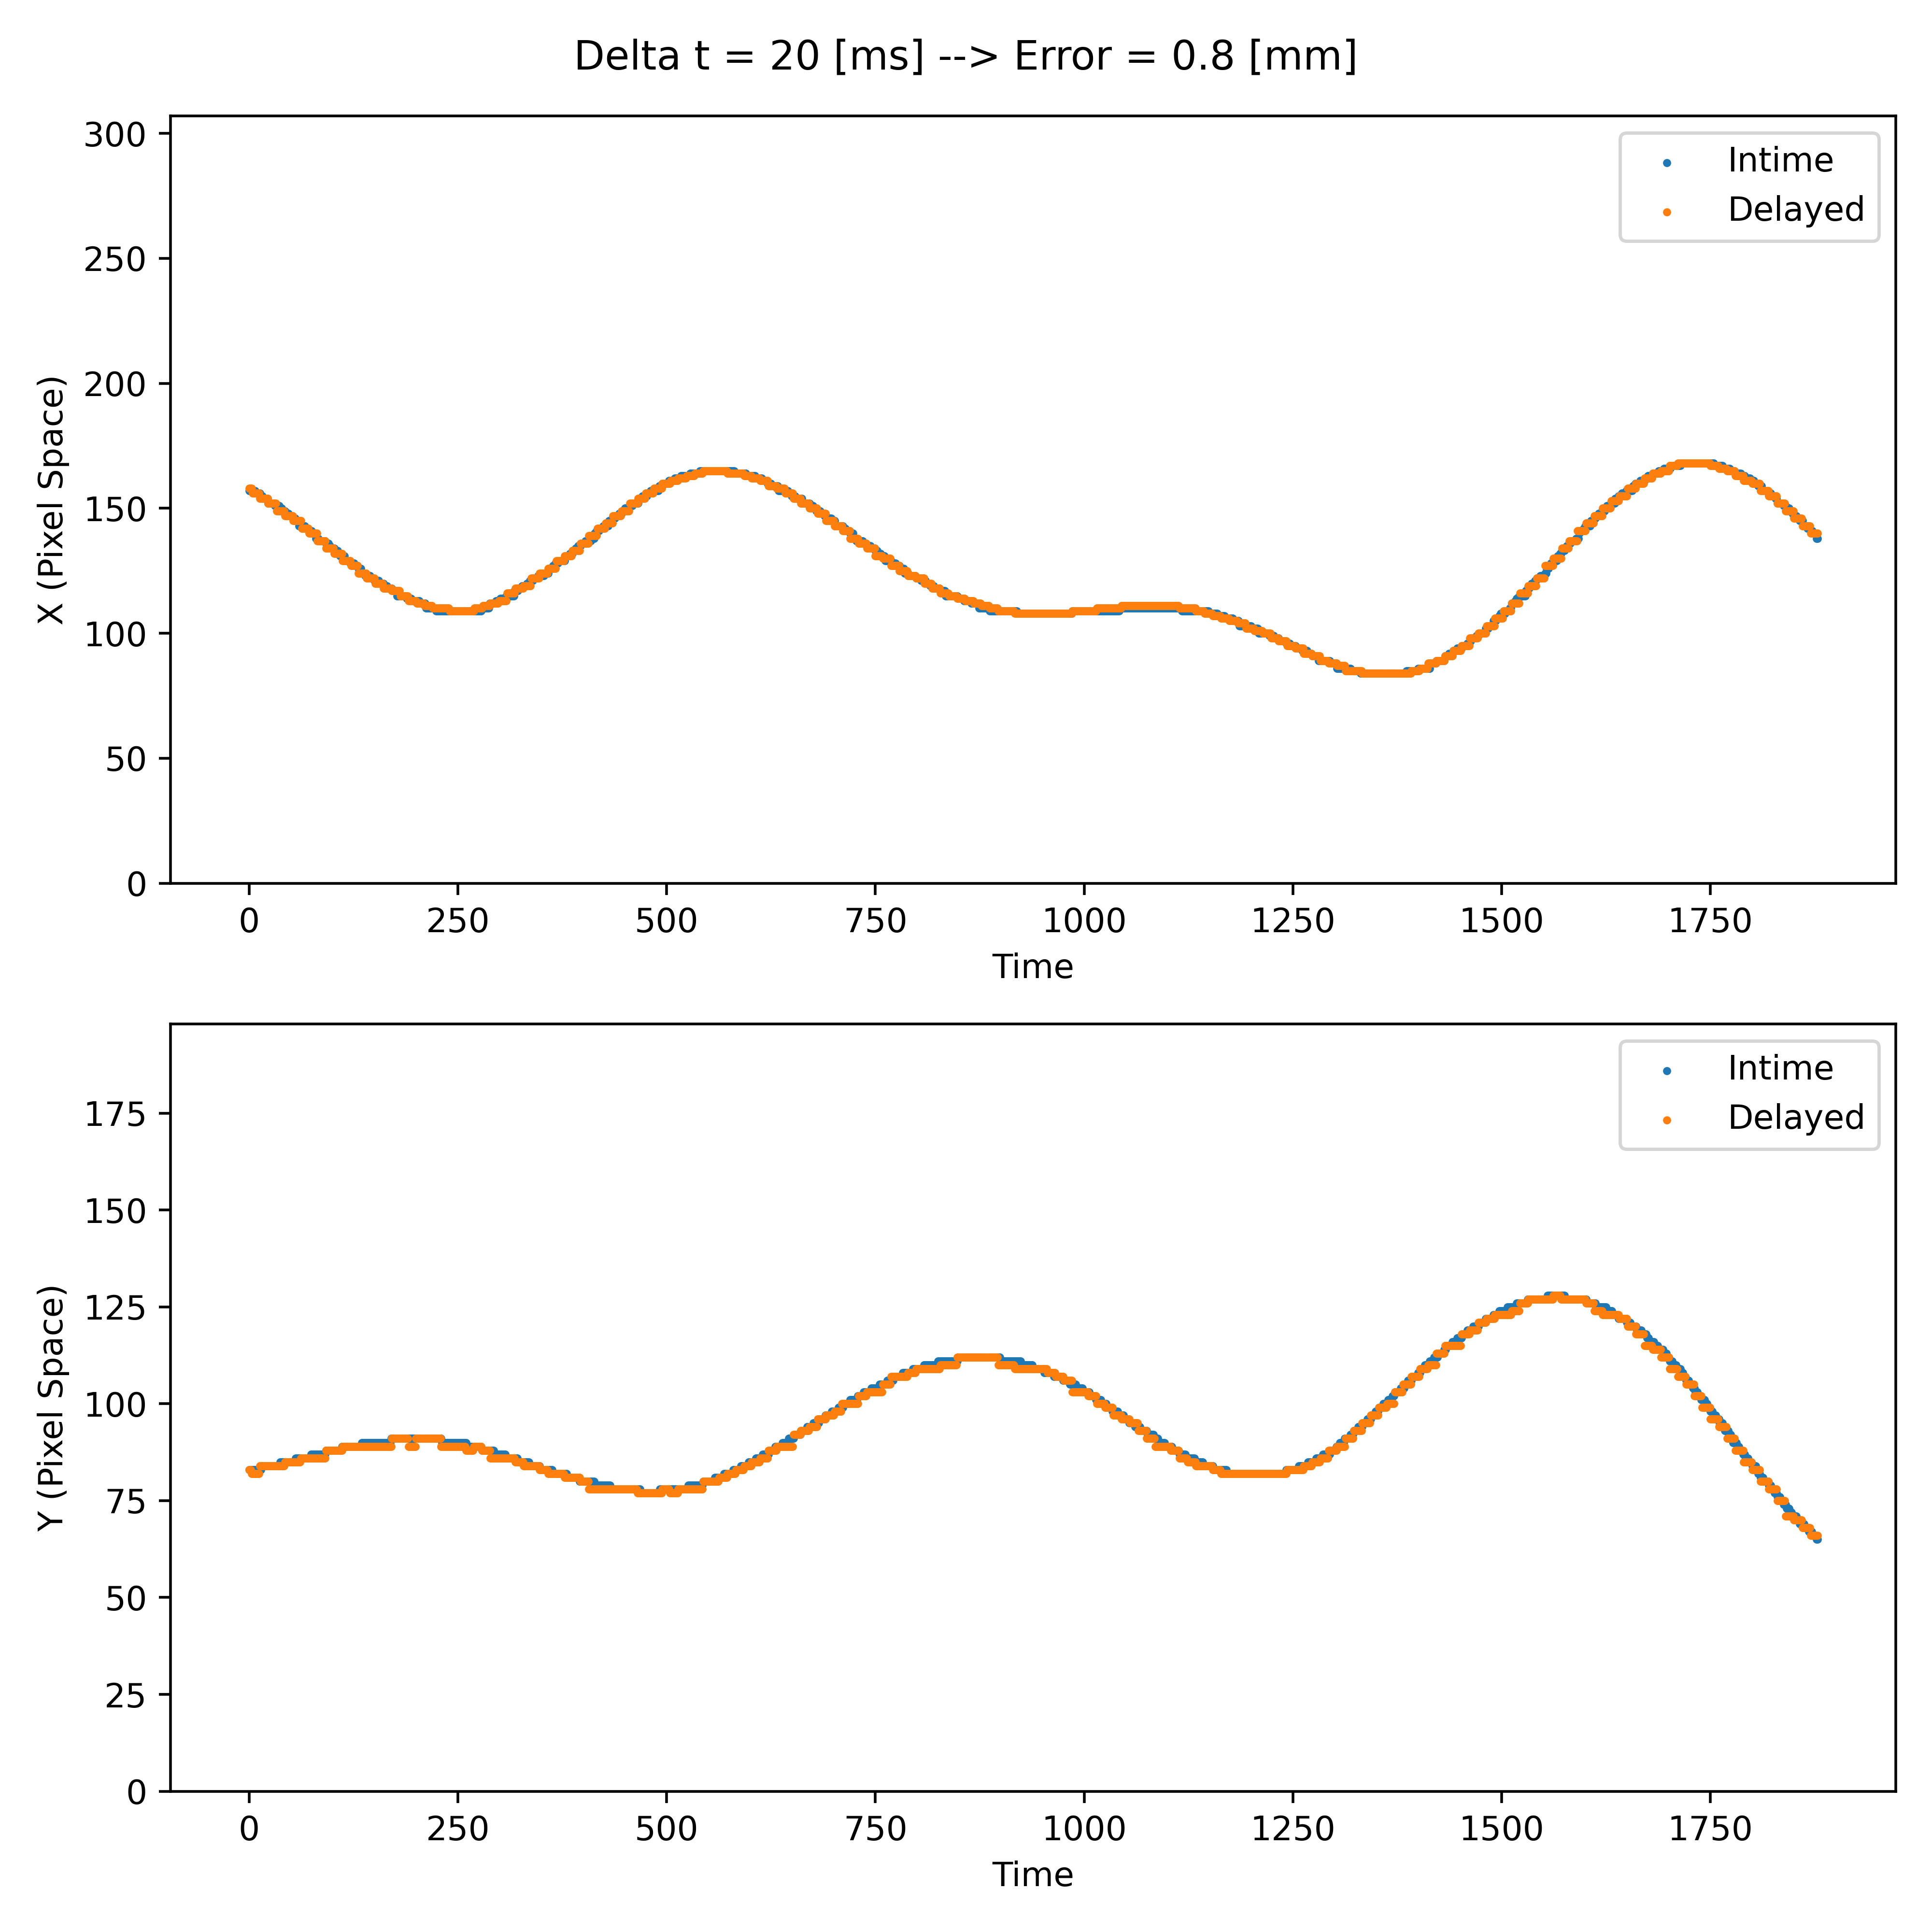 Delta t = 20 [ms] --> Error = 0.8 [mm]
300
250
200
150
100
50
0
X (Pixel Space)
Intime
Delayed
0 250 500 750 1000 1250 1500 1750
Time
175
150
125
100
75
50
25
0
Y (Pixel Space)
Intime
Delayed
0 250 500 750 1000 1250 1500 1750
Time